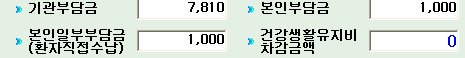 기관부담금 7,810 본인부담금 1,000
본인일부부담금
(환자직접수납) 1,000 건강생활유지비
차감금액 0